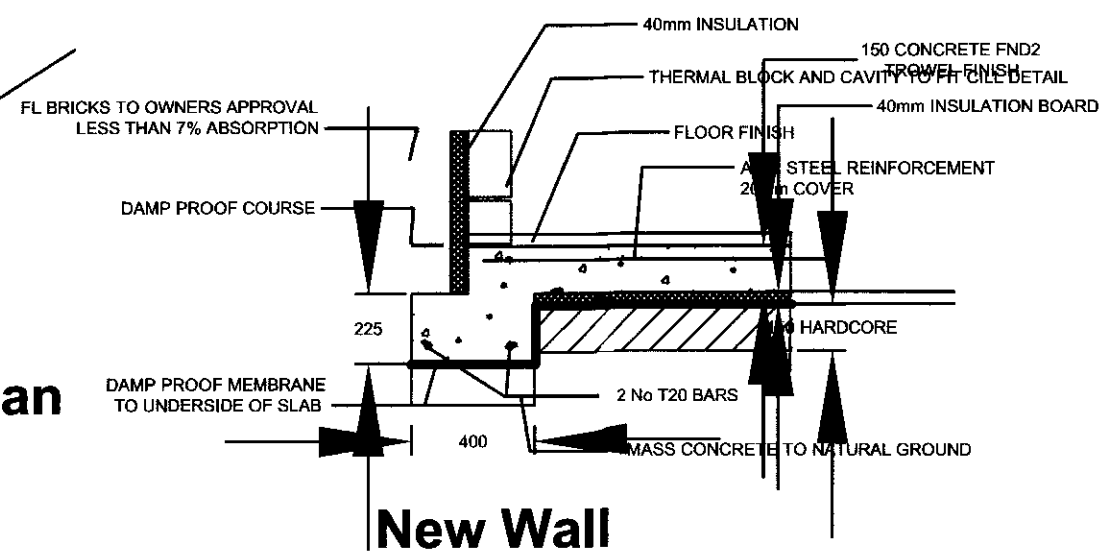 40mm INSULATION
150 CONCRETE FND2
TROWEL FINISH
THERMAL BLOCK AND CAVITY TO FIT CILL DETAIL
FL BRICKS TO OWNERS APPROVAL
LESS THAN 7% ABSORPTION
40mm INSULATION BOARD
FLOOR FINISH
STEEL REINFORCEMENT
COVER
DAMP PROOF COURSE
225
HARDCORE
an
DAMP PROOF MEMBRANE
TO UNDERSIDE OF SLAB
2 No T20 BARS
400
MASS CONCRETE TO NATURAL GROUND
New Wall